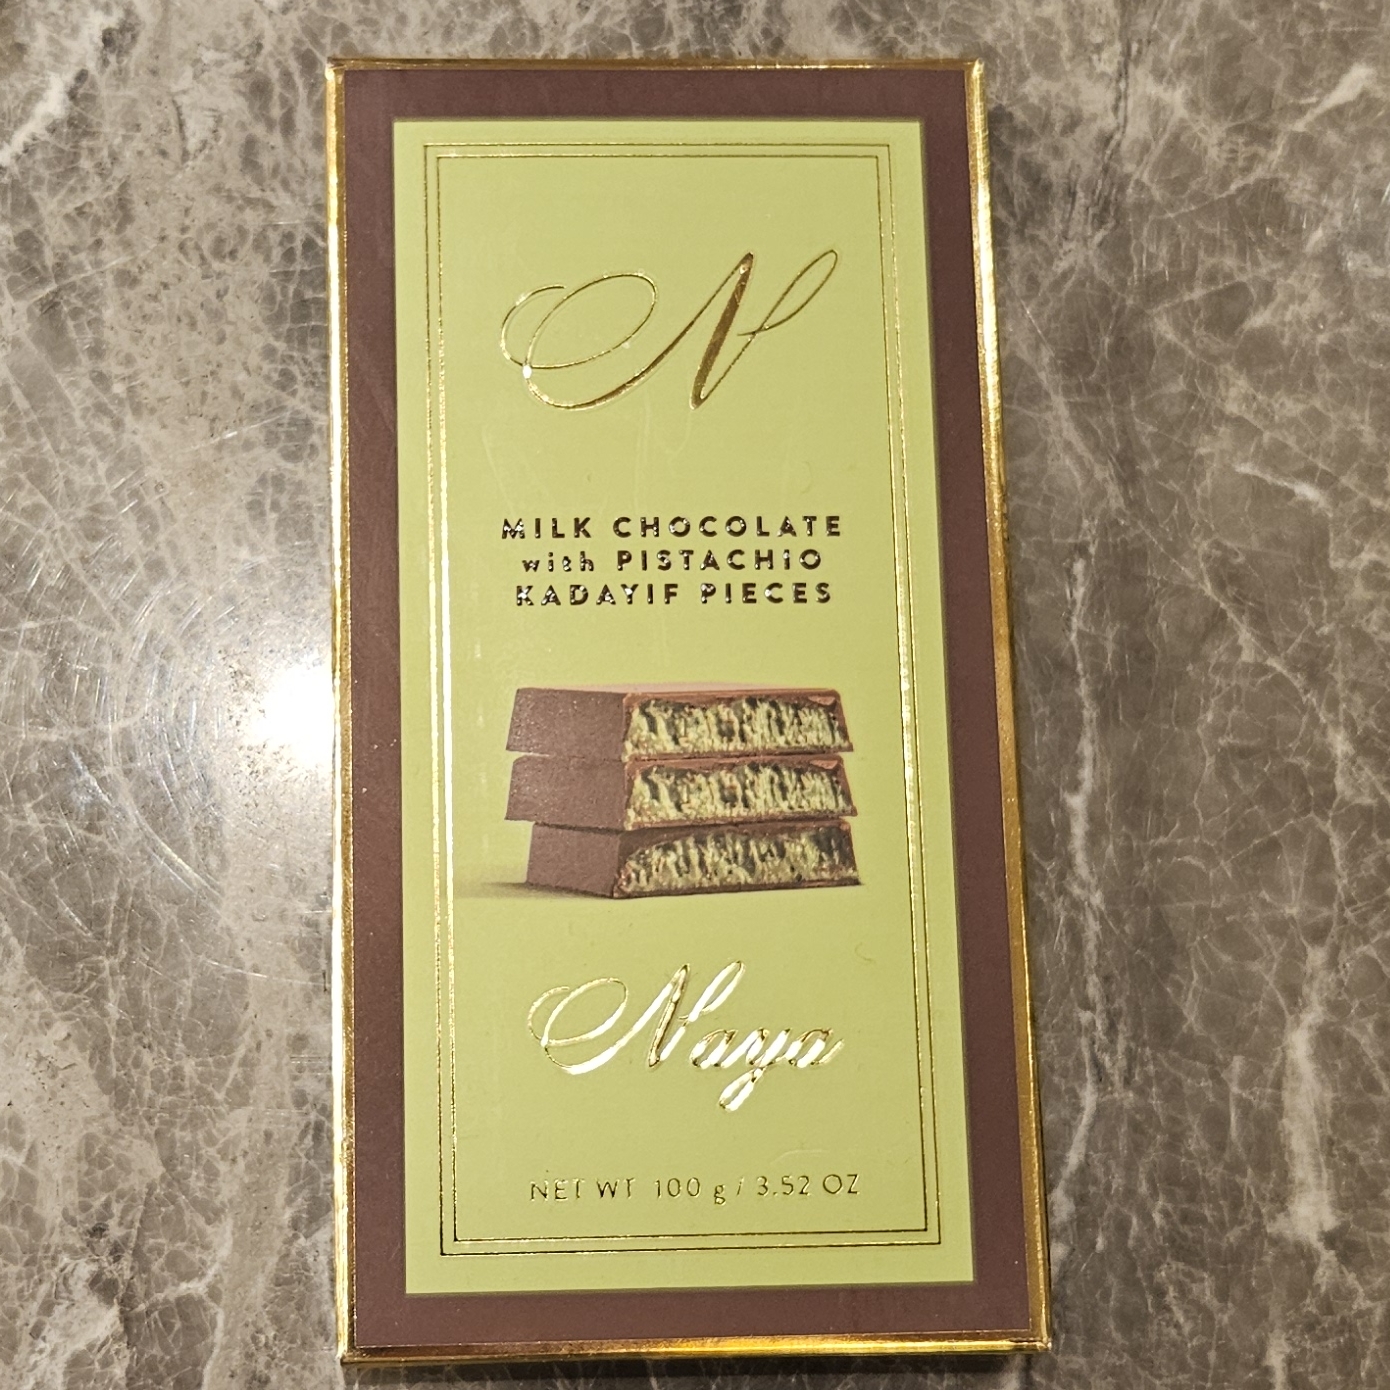 N
MILK CHOCOLATE
with PISTACHIO
KADAYIF PIECES
Naya
NET WT 100 g / 3.52 OZ